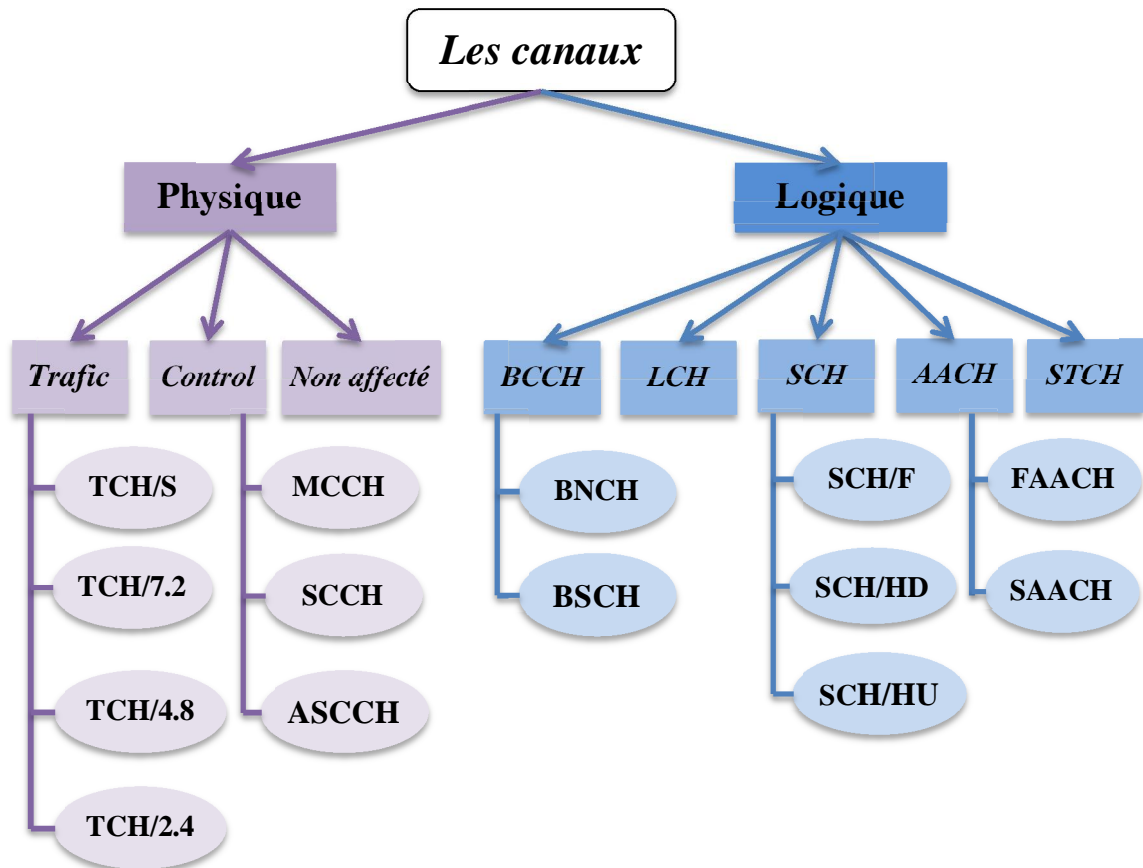 Les canaux
Physique
Logique
Trafic
Control
Non affecté
BCCH
LCH
SCH
AACH
STCH
TCH/S
MCCH
BNCH
SCH/F
FAACH
TCH/7.2
SCCH
BSCH
SCH/HD
SAACH
TCH/4.8
ASCCH
SCH/HU
TCH/2.4